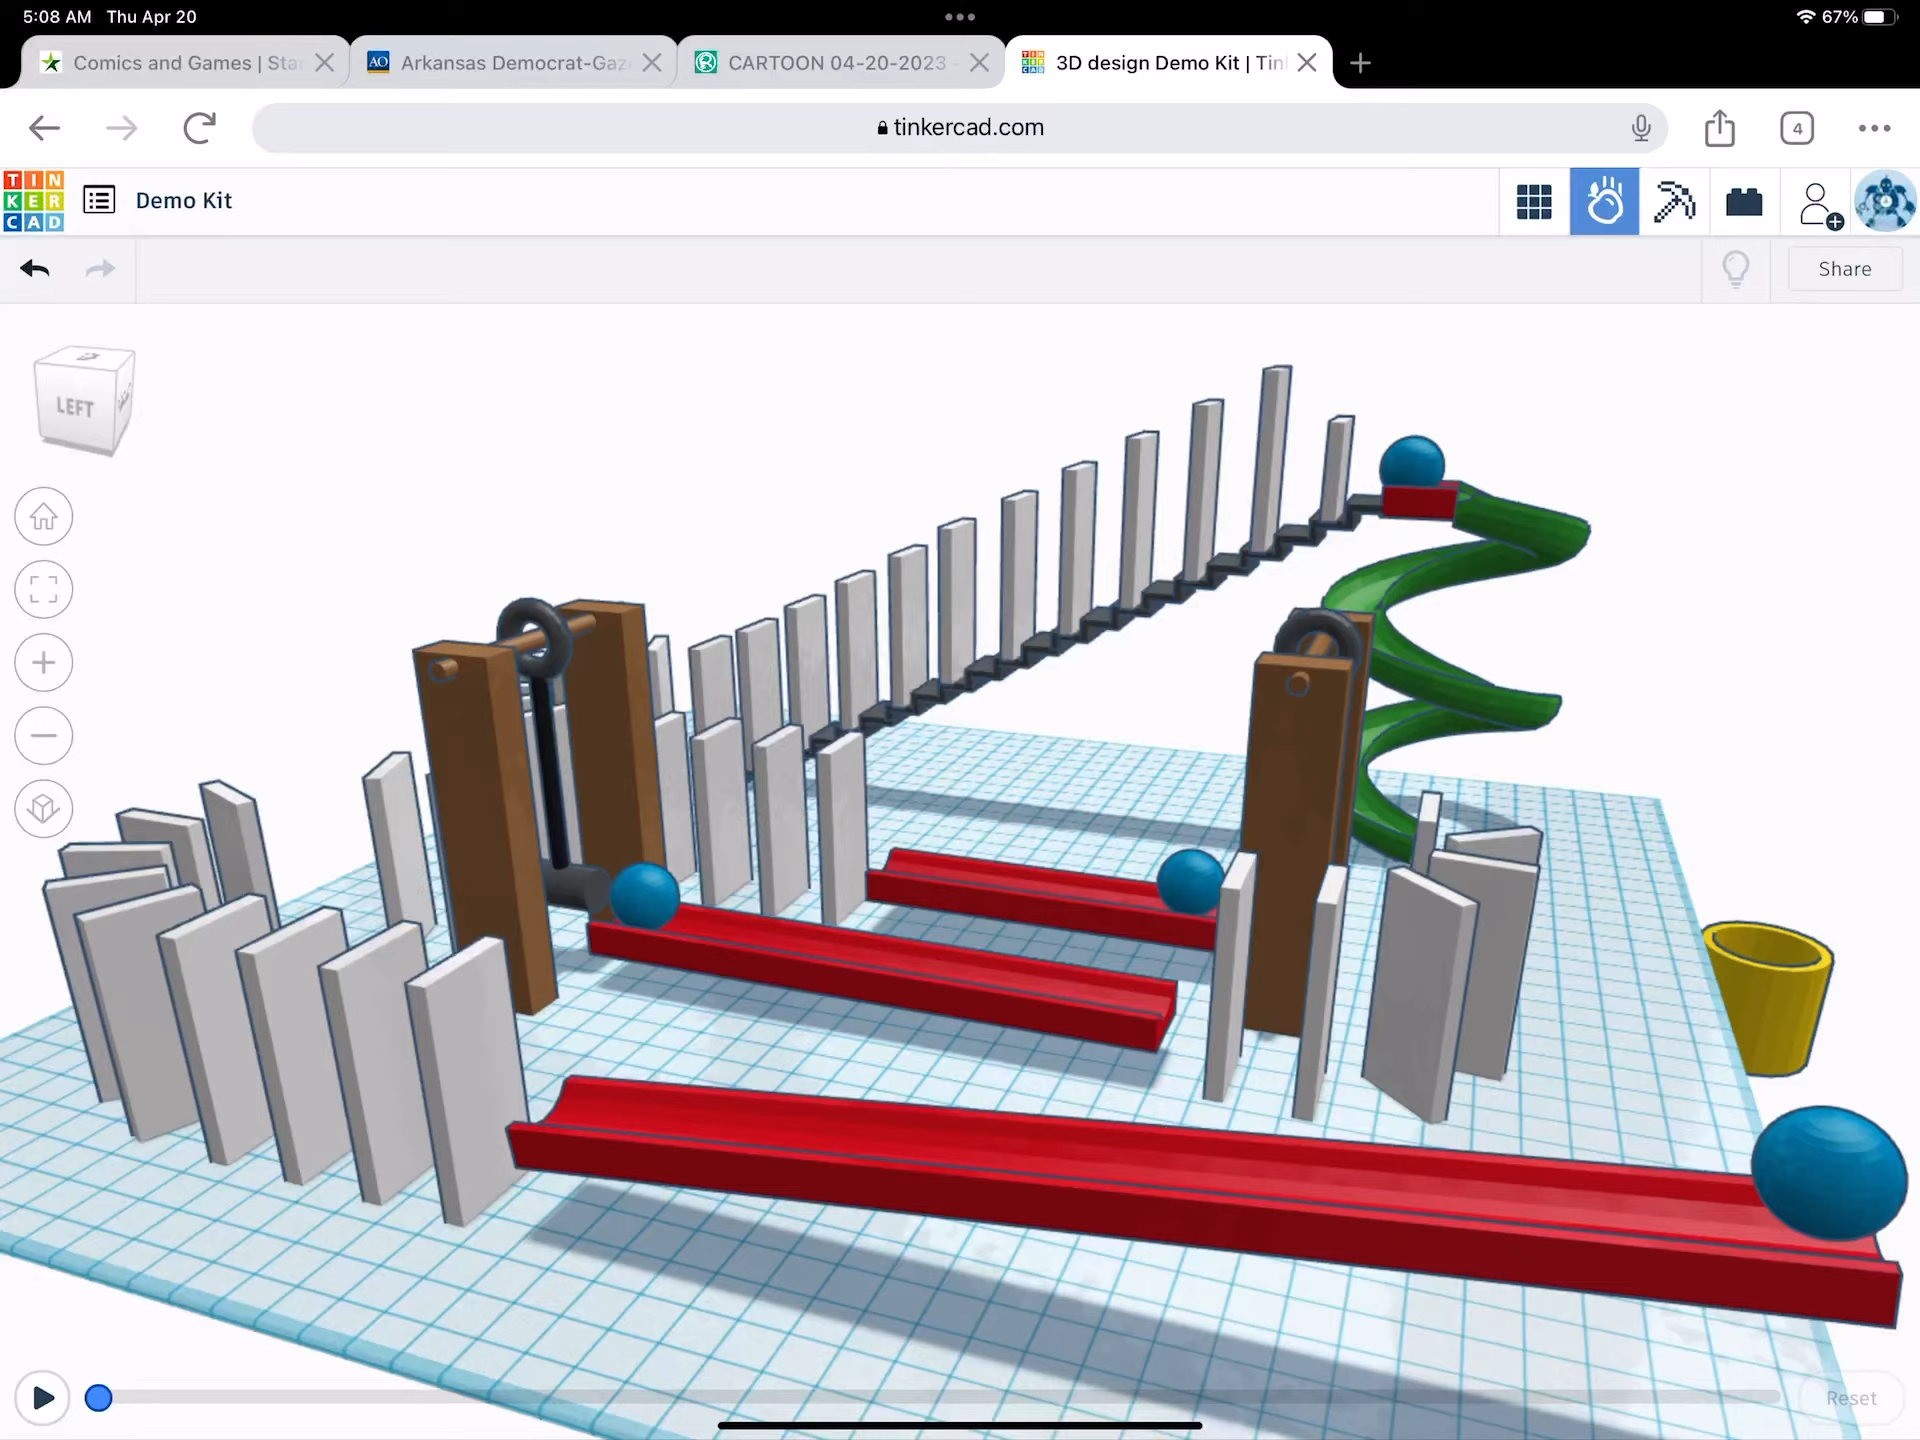 5:08 AM Thu Apr 20
67%
Comics and Games | Sta
Arkansas Democrat-Gaz
CARTOON 04-20-2023 -
3D design Demo Kit | Tin
tinkercad.com
4
TIN
KER
CAD
Demo Kit
Share
LEFT
Reset